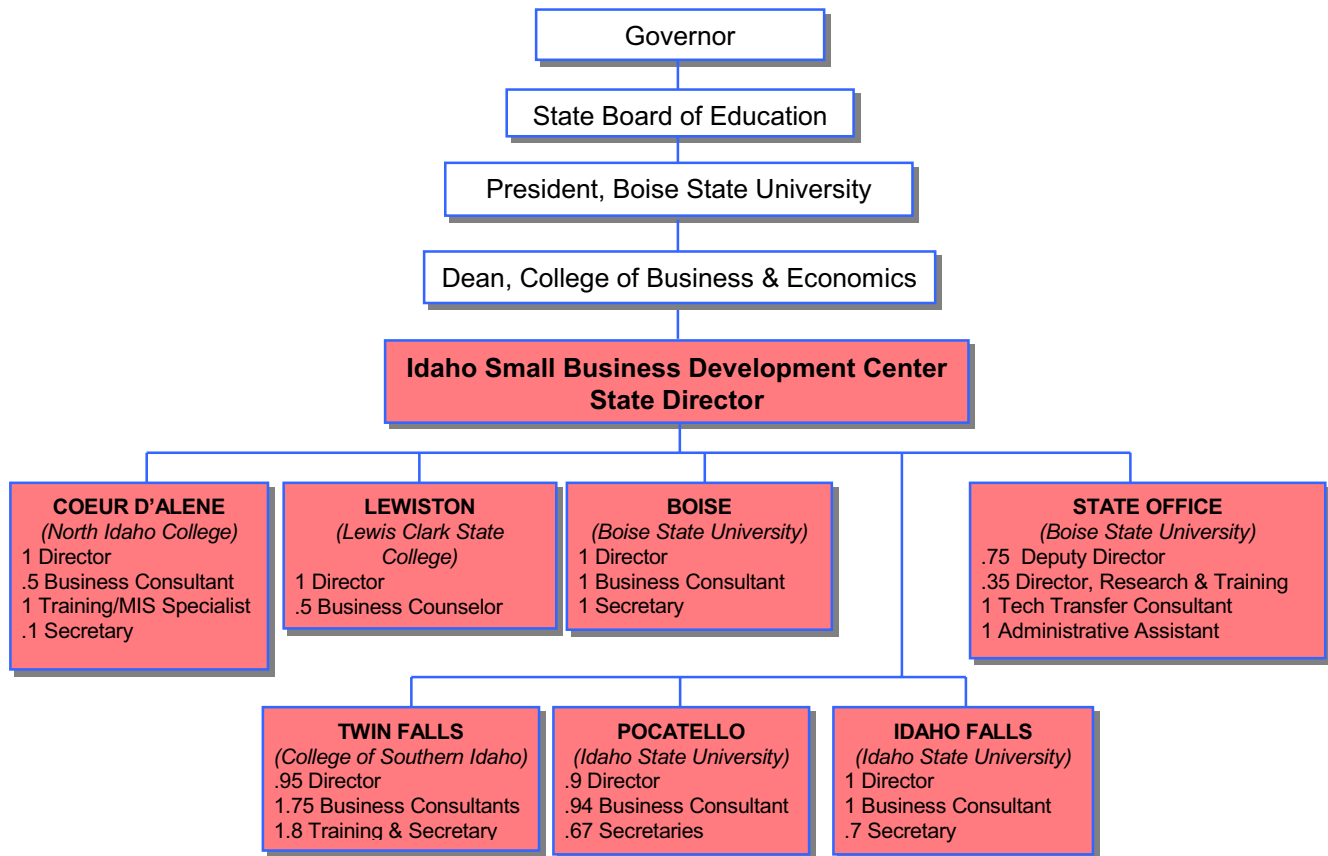 Governor
State Board of Education
President, Boise State University
Dean, College of Business & Economics
Idaho Small Business Development Center
State Director
COEUR D’ALENE
(North Idaho College)
1 Director
.5 Business Consultant
1 Training/MIS Specialist
.1 Secretary
LEWISTON
(Lewis Clark State
College)
1 Director
.5 Business Counselor
BOISE
(Boise State University)
1 Director
1 Business Consultant
1 Secretary
STATE OFFICE
(Boise State University)
.75 Deputy Director
.35 Director, Research & Training
1 Tech Transfer Consultant
1 Administrative Assistant
TWIN FALLS
(College of Southern Idaho)
.95 Director
1.75 Business Consultants
1.8 Training & Secretary
POCATELLO
(Idaho State University)
.9 Director
.94 Business Consultant
.67 Secretaries
IDAHO FALLS
(Idaho State University)
1 Director
1 Business Consultant
.7 Secretary